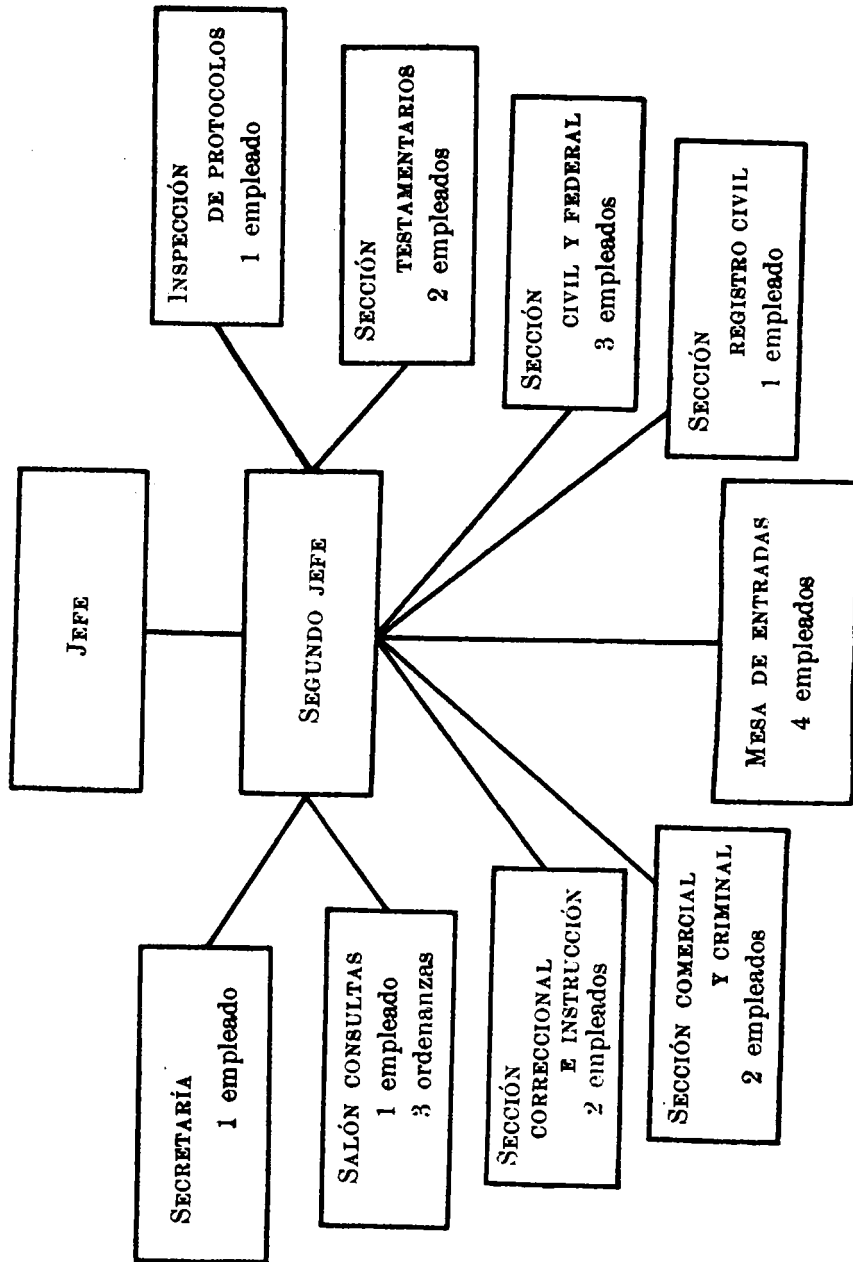 JEFE
SEGUNDO JEFE
SECRETARÍA
1 empleado
SALÓN CONSULTAS
1 empleado
3 ordenanzas
SECCIÓN
CORRECCIONAL
E INSTRUCCIÓN
2 empleados
SECCIÓN COMERCIAL
Y CRIMINAL
2 empleados
MESA DE ENTRADAS
4 empleados
SECCIÓN
REGISTRO CIVIL
1 empleado
SECCIÓN
CIVIL Y FEDERAL
3 empleados
SECCIÓN
TESTAMENTARIOS
2 empleados
INSPECCIÓN
DE PROTOCOLOS
1 empleado